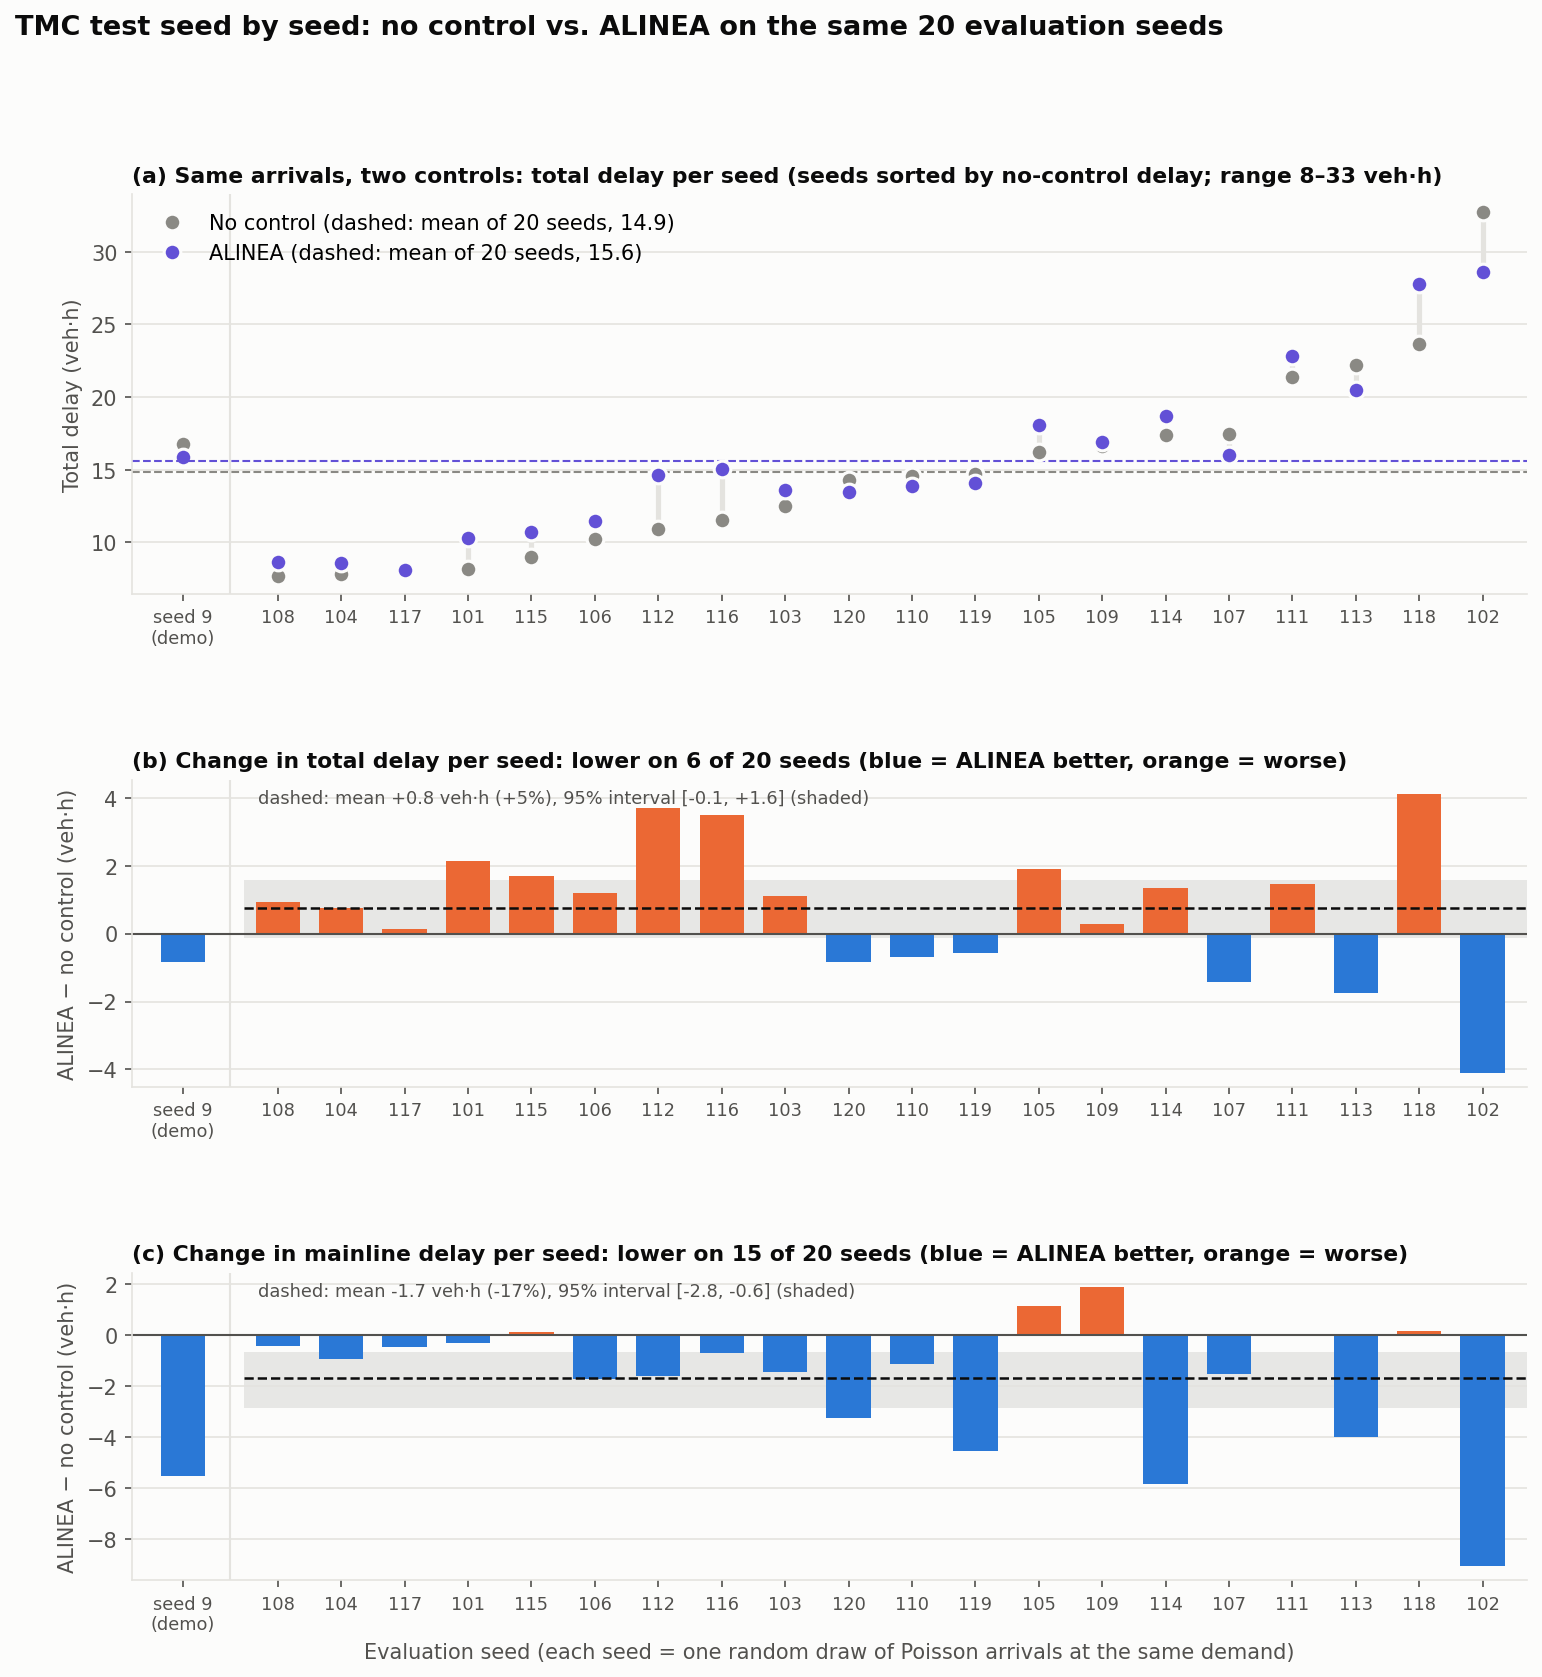 TMC test seed by seed: no control vs. ALINEA on the same 20 evaluation seeds
(a) Same arrivals, two controls: total delay per seed (seeds sorted by no-control delay; range 8–33 veh·h)
No control (dashed: mean of 20 seeds, 14.9)
ALINEA (dashed: mean of 20 seeds, 15.6)
Total delay (veh·h)
30
25
20
15
10
seed 9 108 104 117 101 115 106 112 116 103 120 110 119 105 109 114 107 111 113 118 102
(demo)
(b) Change in total delay per seed: lower on 6 of 20 seeds (blue = ALINEA better, orange = worse)
dashed: mean +0.8 veh·h (+5%), 95% interval [-0.1, +1.6] (shaded)
ALINEA − no control (veh·h)
4
2
0
−2
−4
seed 9 108 104 117 101 115 106 112 116 103 120 110 119 105 109 114 107 111 113 118 102
(demo)
(c) Change in mainline delay per seed: lower on 15 of 20 seeds (blue = ALINEA better, orange = worse)
dashed: mean -1.7 veh·h (-17%), 95% interval [-2.8, -0.6] (shaded)
ALINEA − no control (veh·h)
2
0
−2
−4
−6
−8
seed 9 108 104 117 101 115 106 112 116 103 120 110 119 105 109 114 107 111 113 118 102
(demo)
Evaluation seed (each seed = one random draw of Poisson arrivals at the same demand)